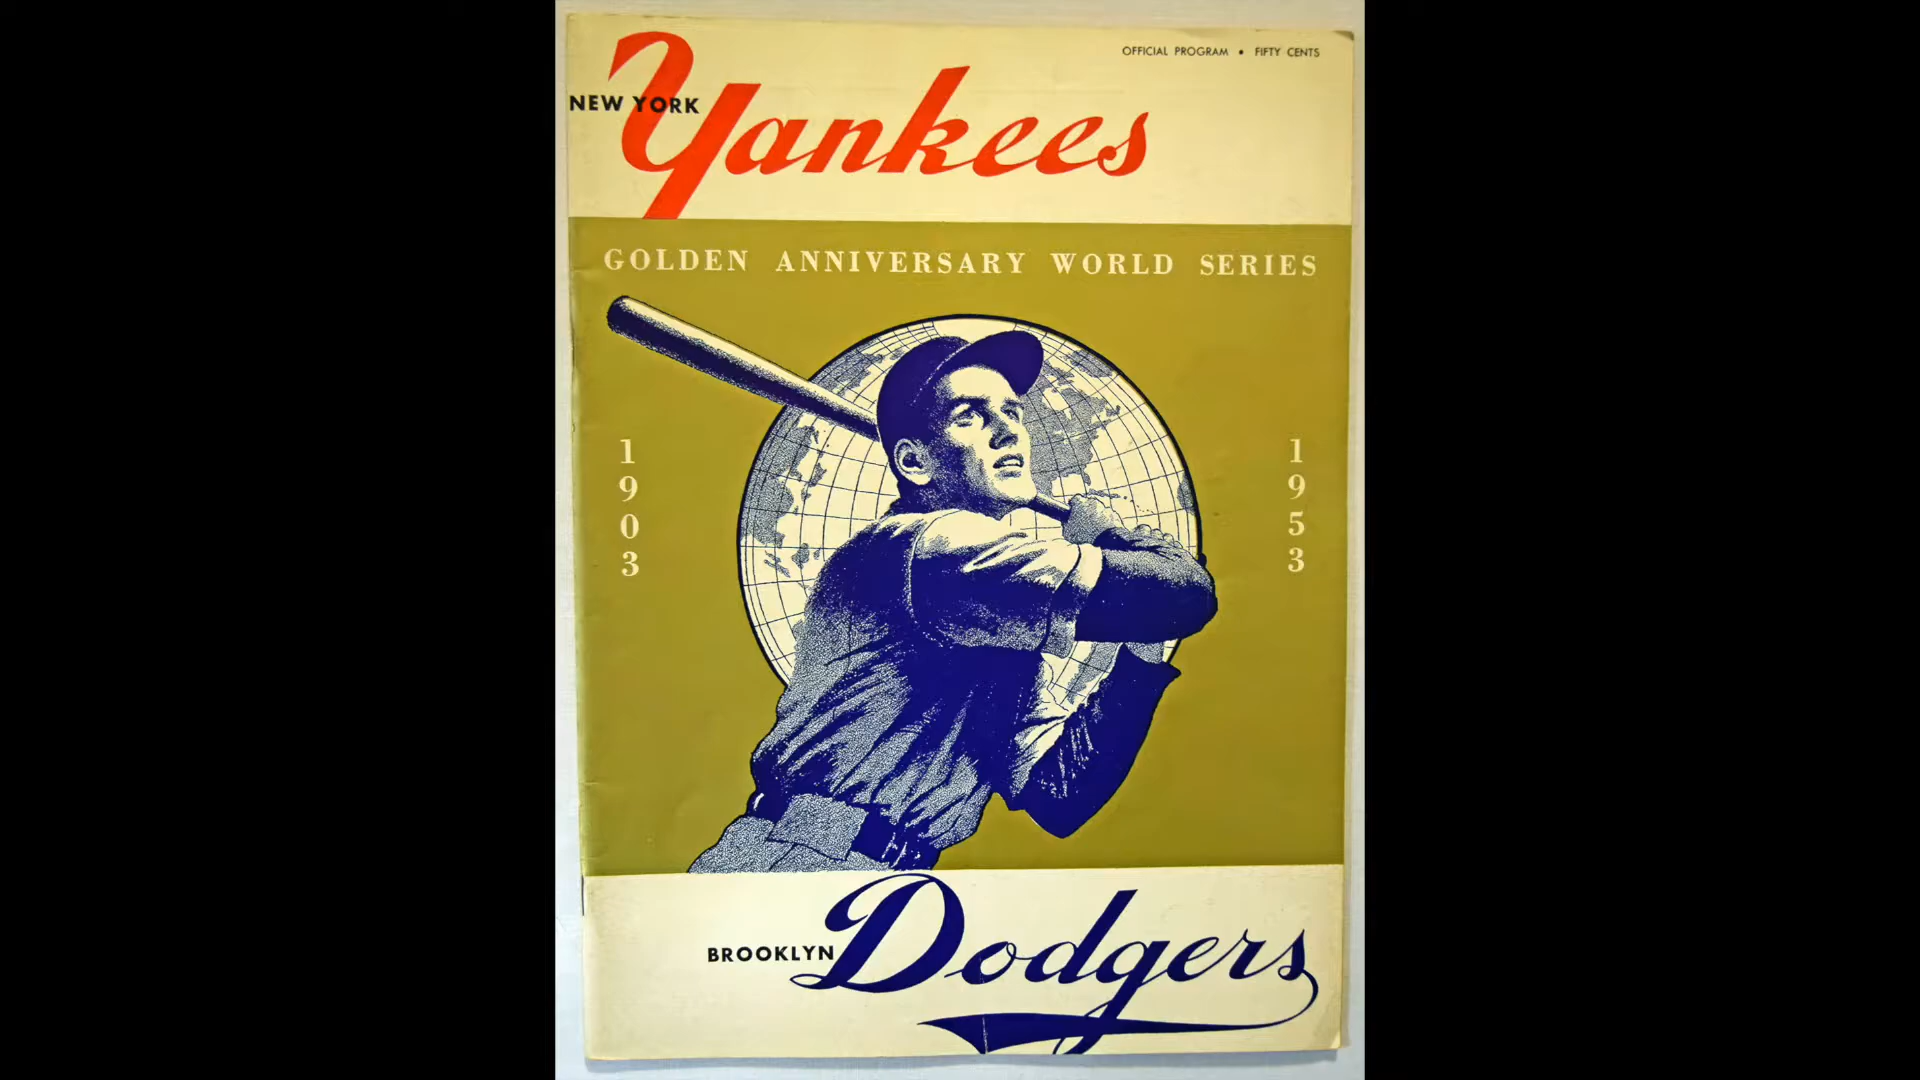 OFFICIAL PROGRAM • FIFTY CENTS
NEW YORK
Yankees
GOLDEN ANNIVERSARY WORLD SERIES
1903
1953
BROOKLYN
Dodgers